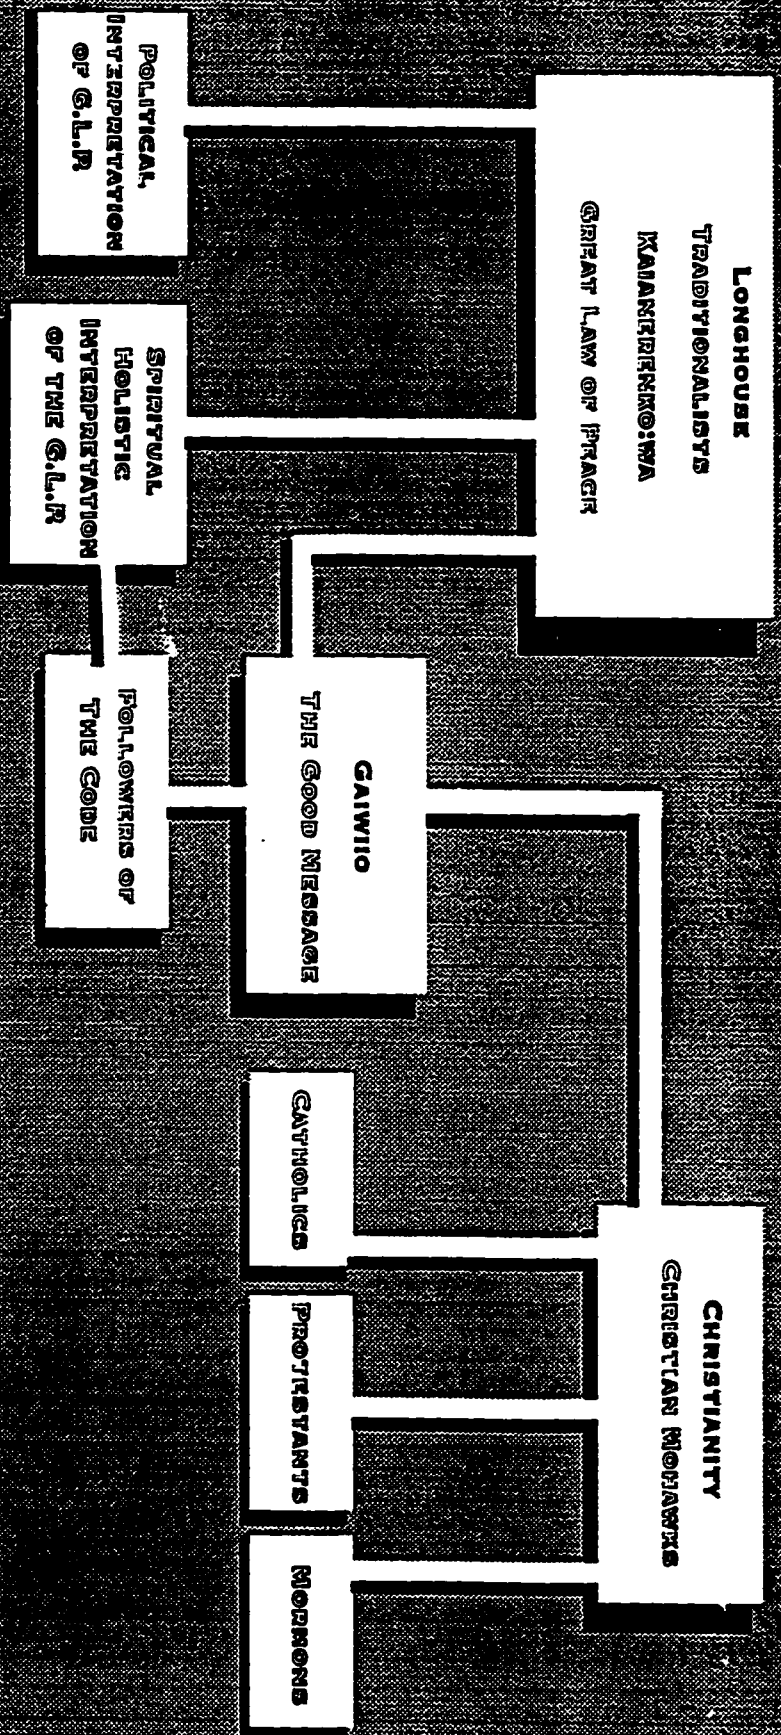 LONGHOUSE
TRADITIONALISTS
KAIANERENKO:WA
GREAT LAW OF PEACE
CHRISTIANITY
CHRISTIAN MOHAWKS
GAIWIIO
THE GOOD MESSAGE
POLITICAL
INTERPRETATION
OF G.L.P
SPIRITUAL
HOLISTIC
INTERPRETATION
OF THE G.L.P
FOLLOWERS OF
THE CODE
CATHOLICS
PROTESTANTS
MORMONS